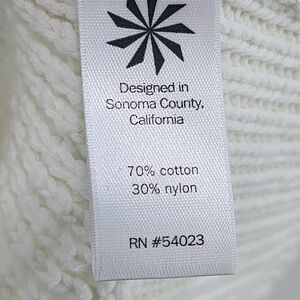 Designed in
Sonoma County,
California
70% cotton
30% nylon
RN #54023